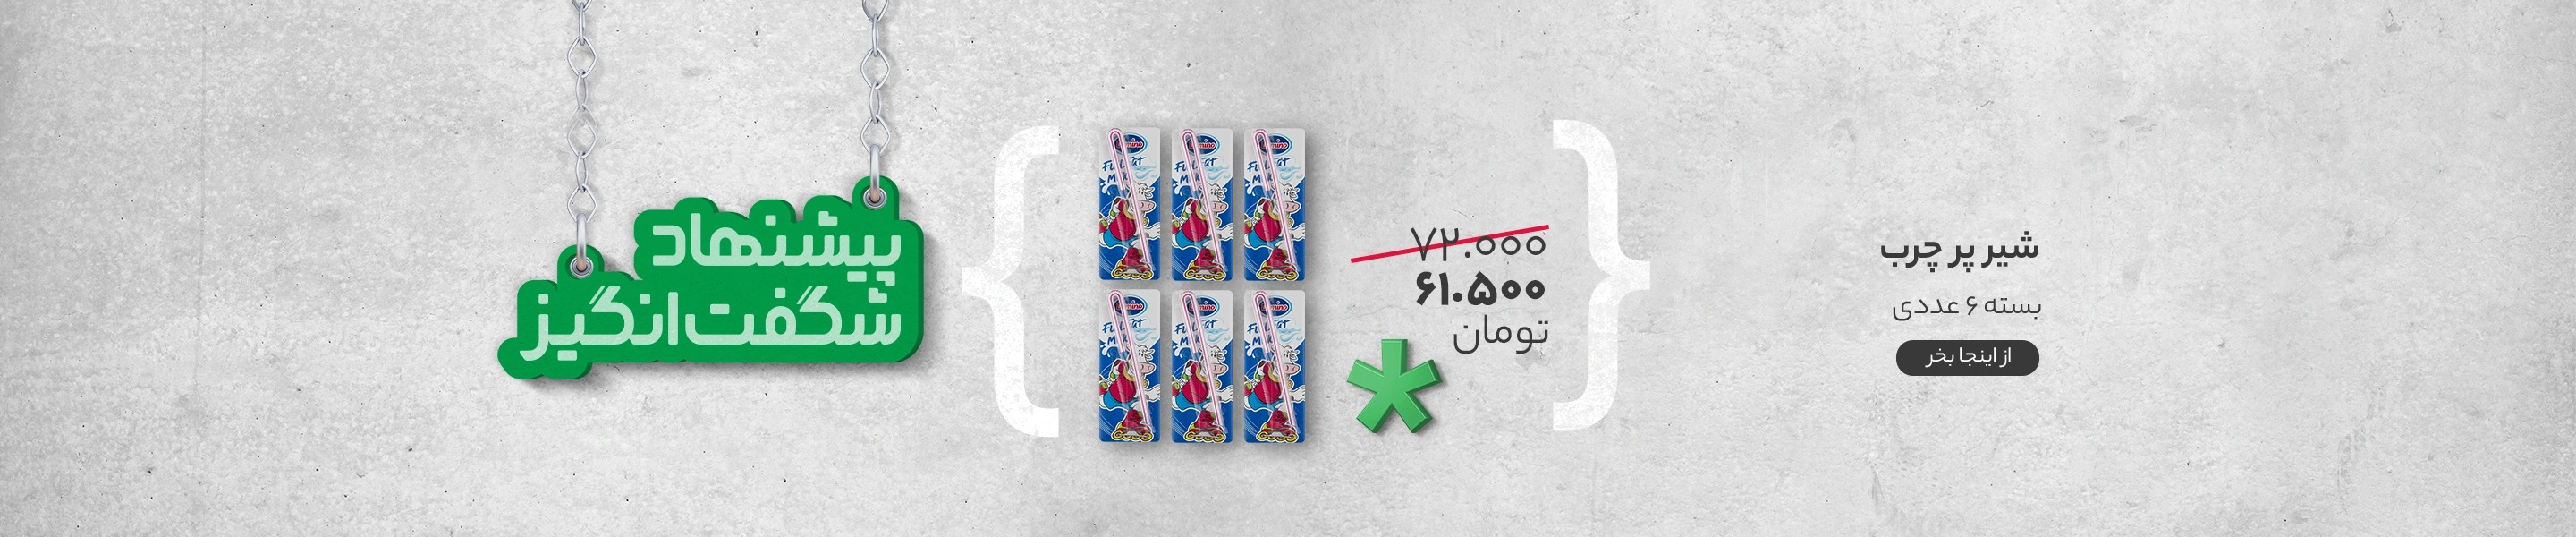 شیر پر چرب
بسته ۶ عددی
از اینجا بخر
۷۲.۰۰۰
۶۱.۵۰۰
تومان
پیشنهاد
شگفت‌انگیز